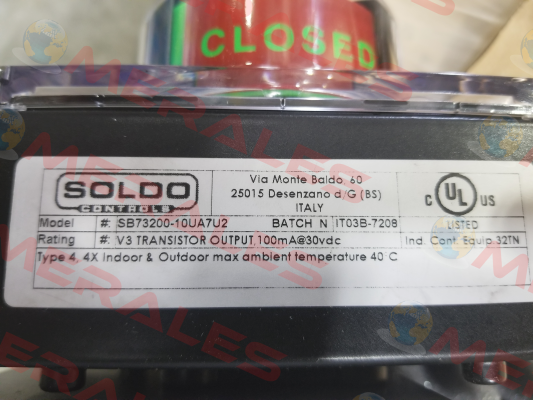 CLOSED
SOLDO
CONTROLS
Via Monte Baldo, 60
25015 Desenzano d/G (BS)
ITALY
C UL US
LISTED
Model #: SB73200-10UA7U2 BATCH N IT03B-7208
Rating #: V3 TRANSISTOR OUTPUT 100mA@30vdc Ind. Cont. Equip. 32TN
Type 4, 4X Indoor & Outdoor max ambient temperature 40 C
MERALES